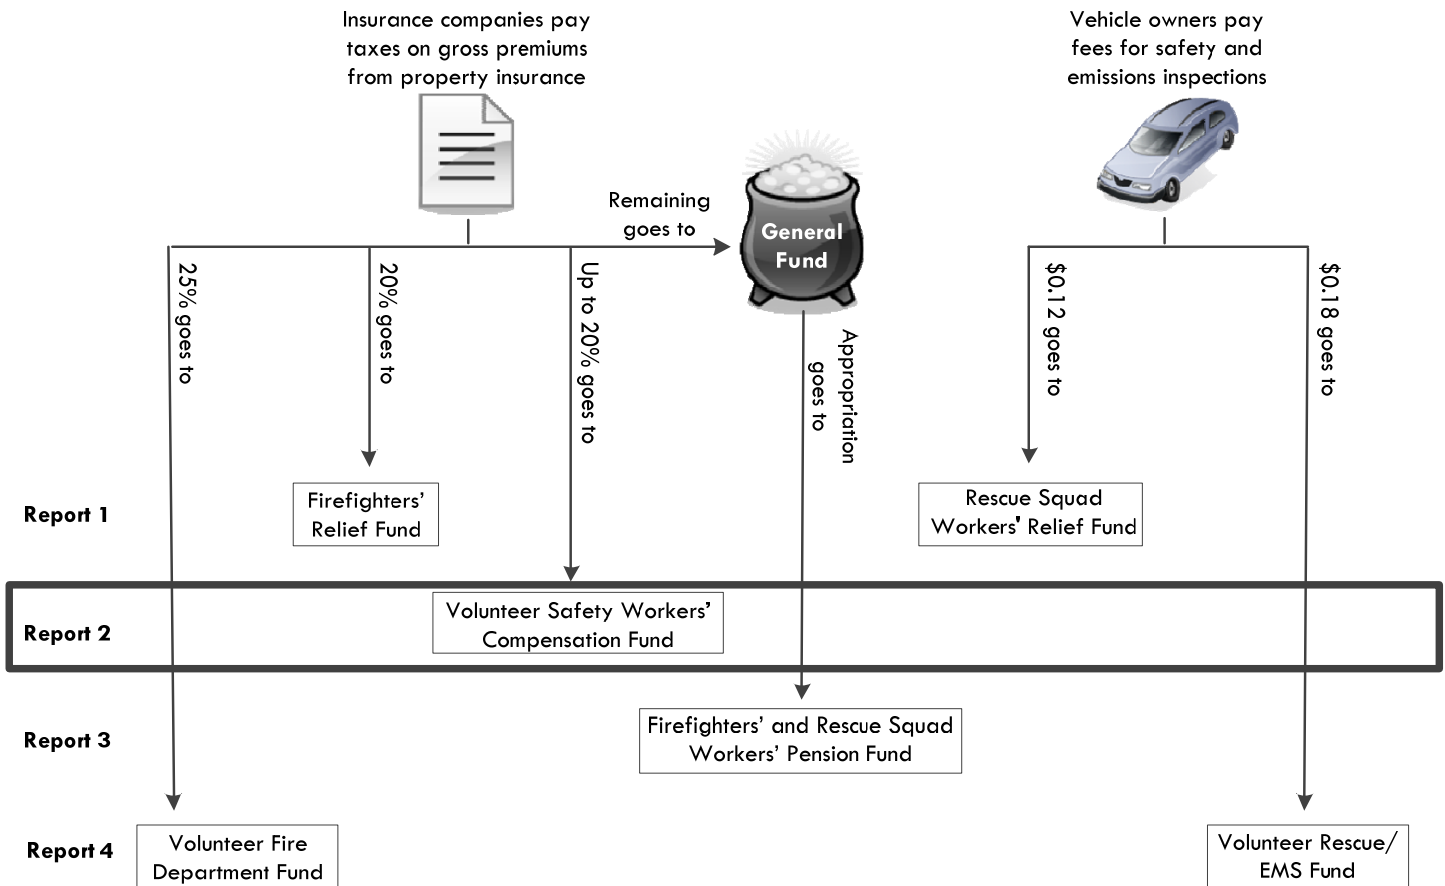 Insurance companies pay
taxes on gross premiums
from property insurance
Vehicle owners pay
fees for safety and
emissions inspections
Remaining
goes to
General
Fund
25% goes to
20% goes to
Up to 20% goes to
Appropriation
goes to
$0.12 goes to
$0.18 goes to
Report 1
Firefighters’
Relief Fund
Rescue Squad
Workers' Relief Fund
Report 2
Volunteer Safety Workers’
Compensation Fund
Report 3
Firefighters’ and Rescue Squad
Workers’ Pension Fund
Report 4
Volunteer Fire
Department Fund
Volunteer Rescue/
EMS Fund